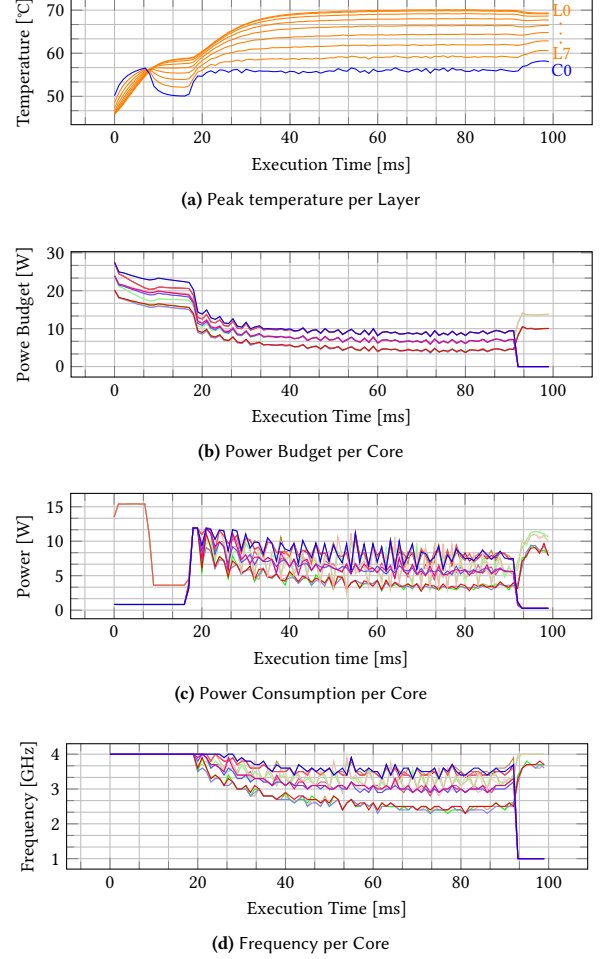 70
60
50
Temperature [°C]
L0
L7
C0
0 20 40 60 80 100
Execution Time [ms]
(a) Peak temperature per Layer
30
20
10
0
Powe Budget [W]
0 20 40 60 80 100
Execution Time [ms]
(b) Power Budget per Core
15
10
5
0
Power [W]
0 20 40 60 80 100
Execution time [ms]
(c) Power Consumption per Core
4
3
2
1
Frequency [GHz]
0 20 40 60 80 100
Execution Time [ms]
(d) Frequency per Core